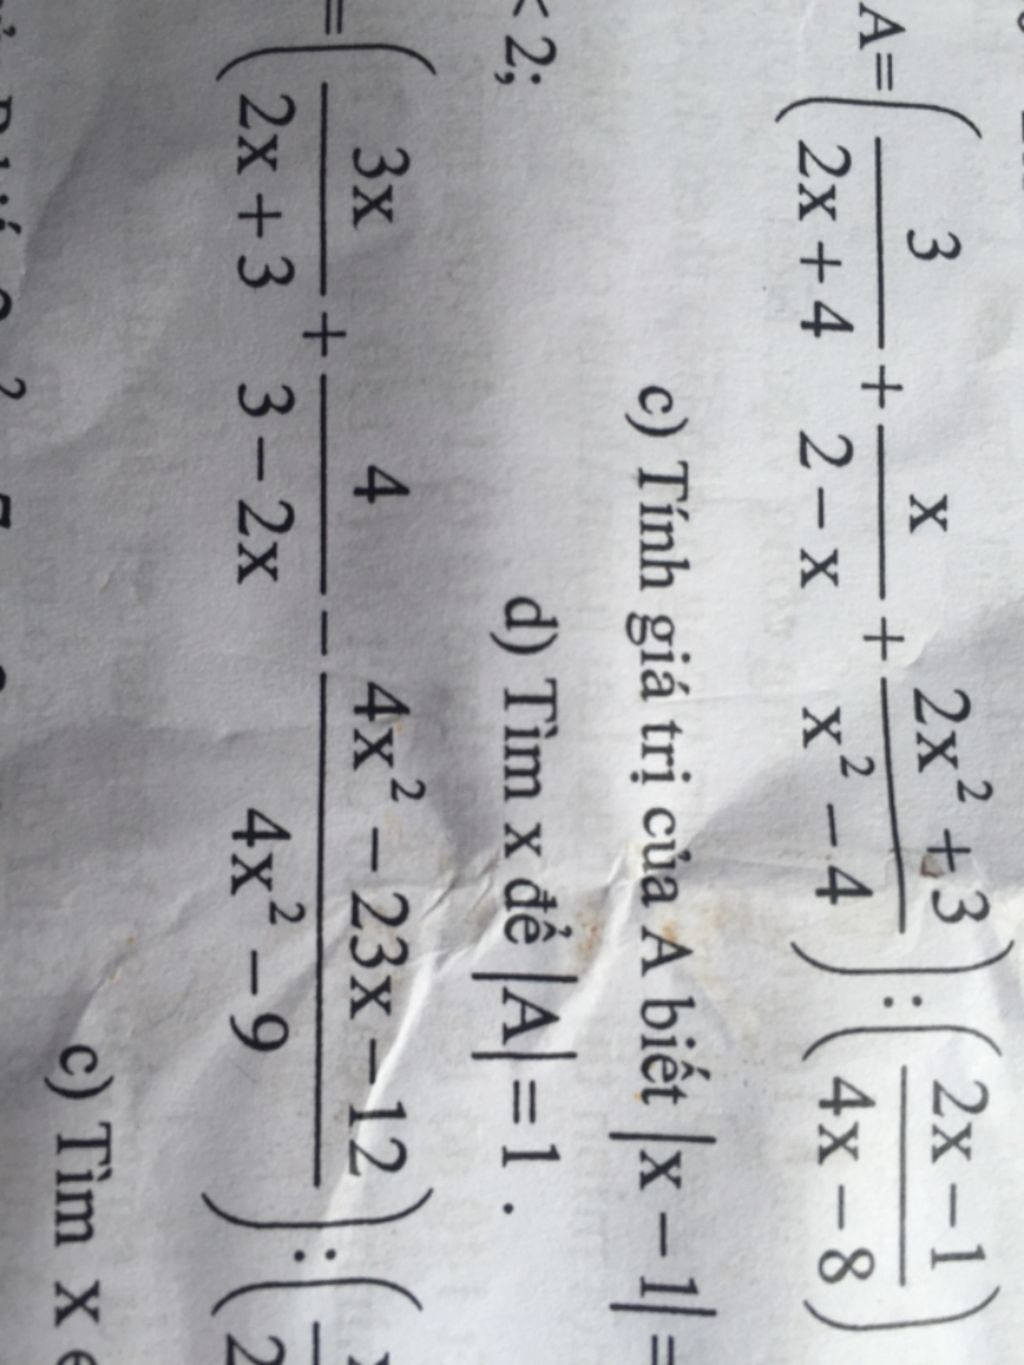 A = ( 3/(2x + 4) + x/(2 − x) + (2x² + 3)/(x² − 4) ) : ( (2x − 1)/(4x − 8) )
c) Tính giá trị của A biết |x − 1| =
< 2;
d) Tìm x để |A| = 1 .
= ( 3x/(2x + 3) + 4/(3 − 2x) − (4x² − 23x − 12)/(4x² − 9) ) : (
c) Tìm x